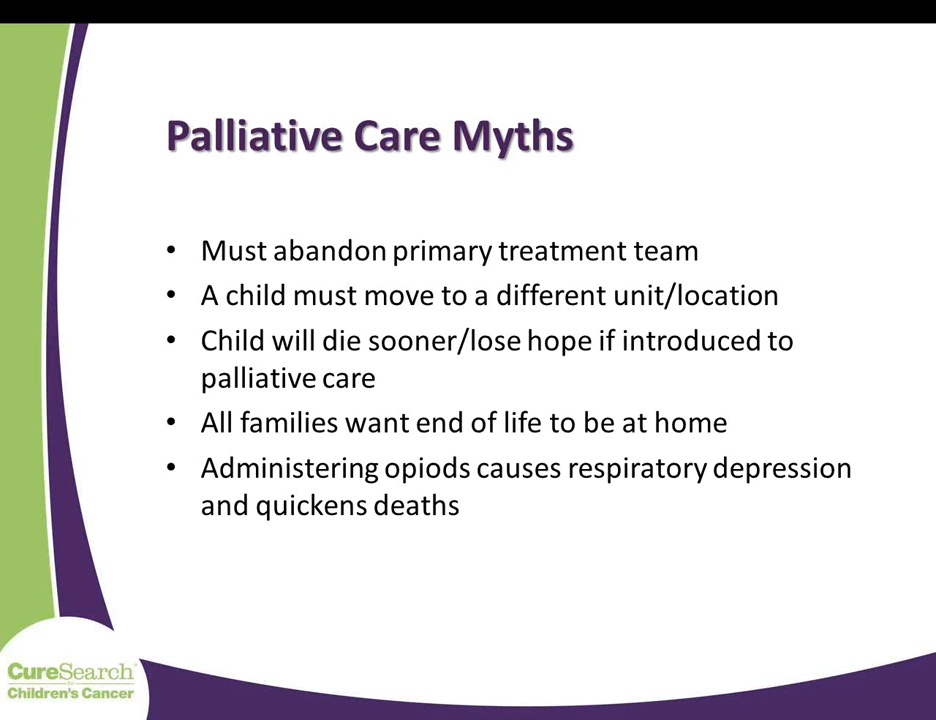 Palliative Care Myths
• Must abandon primary treatment team
• A child must move to a different unit/location
• Child will die sooner/lose hope if introduced to
palliative care
• All families want end of life to be at home
• Administering opiods causes respiratory depression
and quickens deaths
CureSearch
Children's Cancer